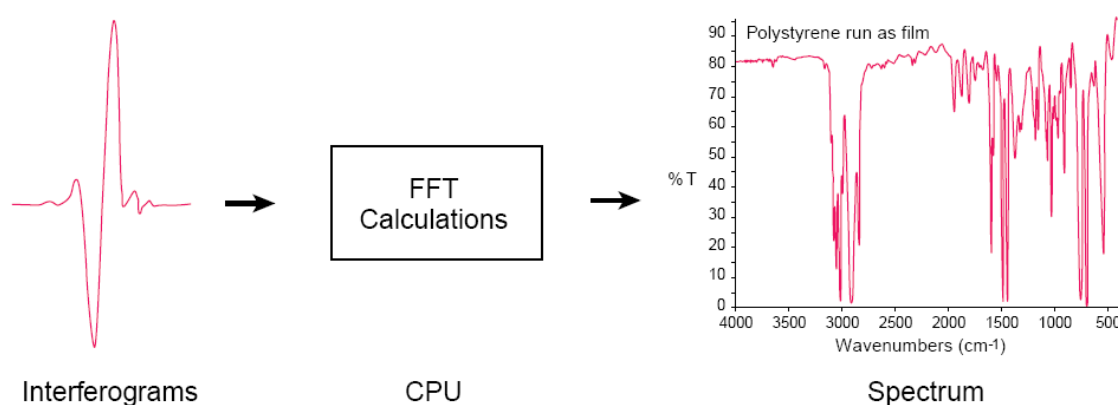 FFT
Calculations
Polystyrene run as film
% T
90
80
70
60
50
40
30
20
10
0
4000 3500 3000 2500 2000 1500 1000 500
Wavenumbers (cm-1)
Interferograms
CPU
Spectrum